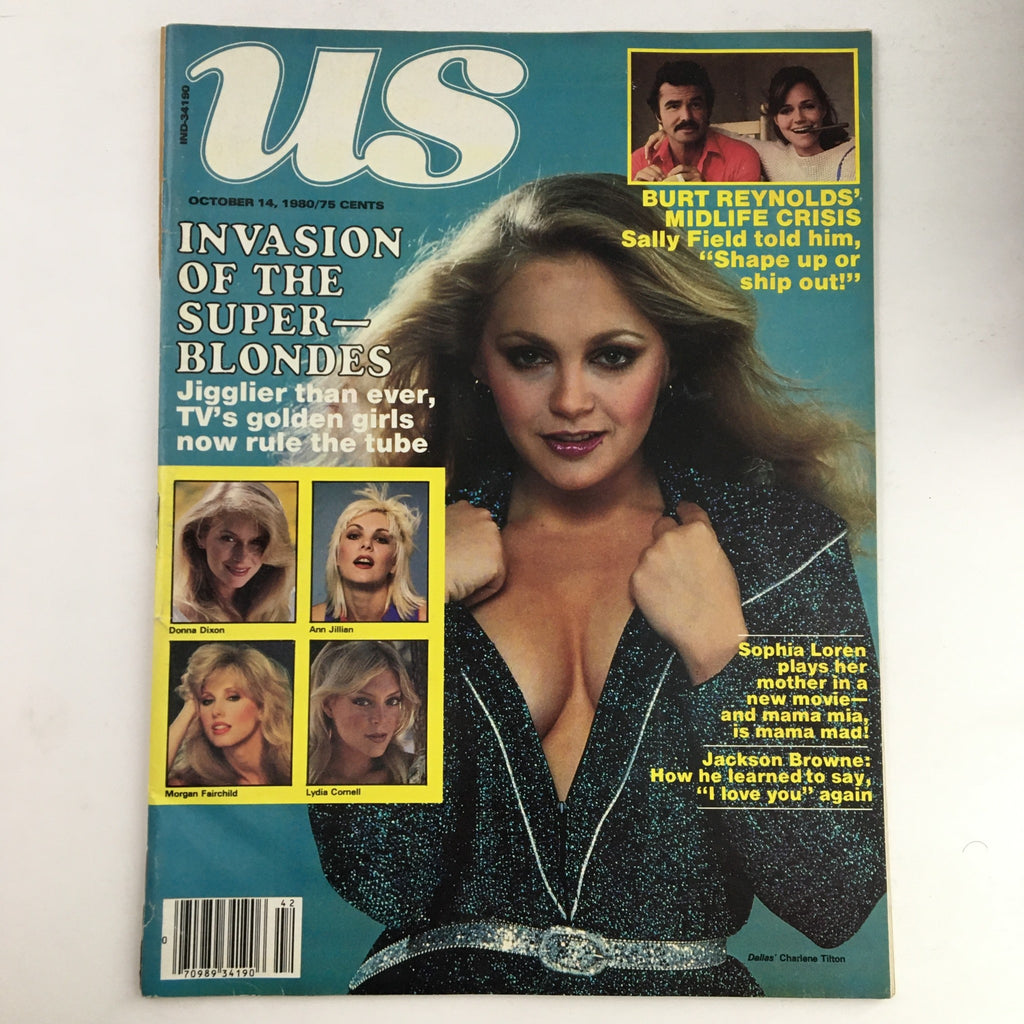 us
IND-34190
OCTOBER 14, 1980/75 CENTS
BURT REYNOLDS'
MIDLIFE CRISIS
Sally Field told him,
"Shape up or
ship out!"
INVASION
OF THE
SUPER—
BLONDES
Jigglier than ever,
TV's golden girls
now rule the tube
Donna Dixon
Ann Jillian
Morgan Fairchild
Lydia Cornell
Sophia Loren
plays her
mother in a
new movie—
and mama mia,
is mama mad!
Jackson Browne:
How he learned to say,
"I love you" again
42
0 70989 34190
Dallas' Charlene Tilton